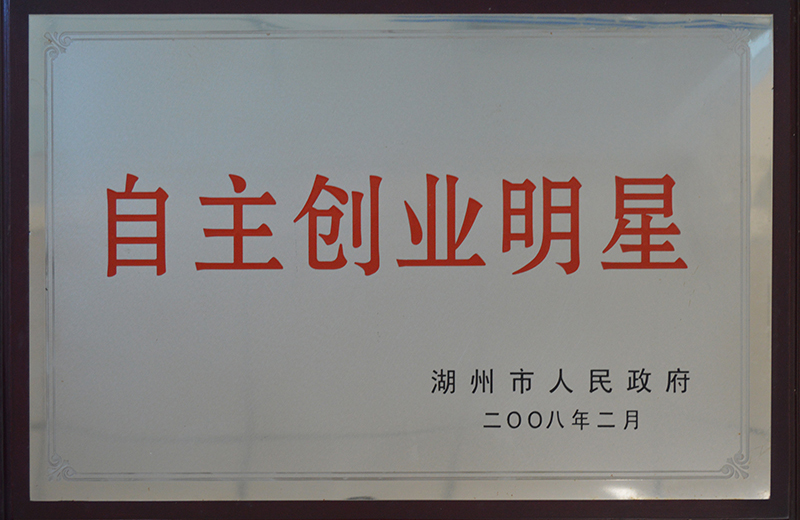 自主创业明星
湖州市人民政府
二〇〇八年二月